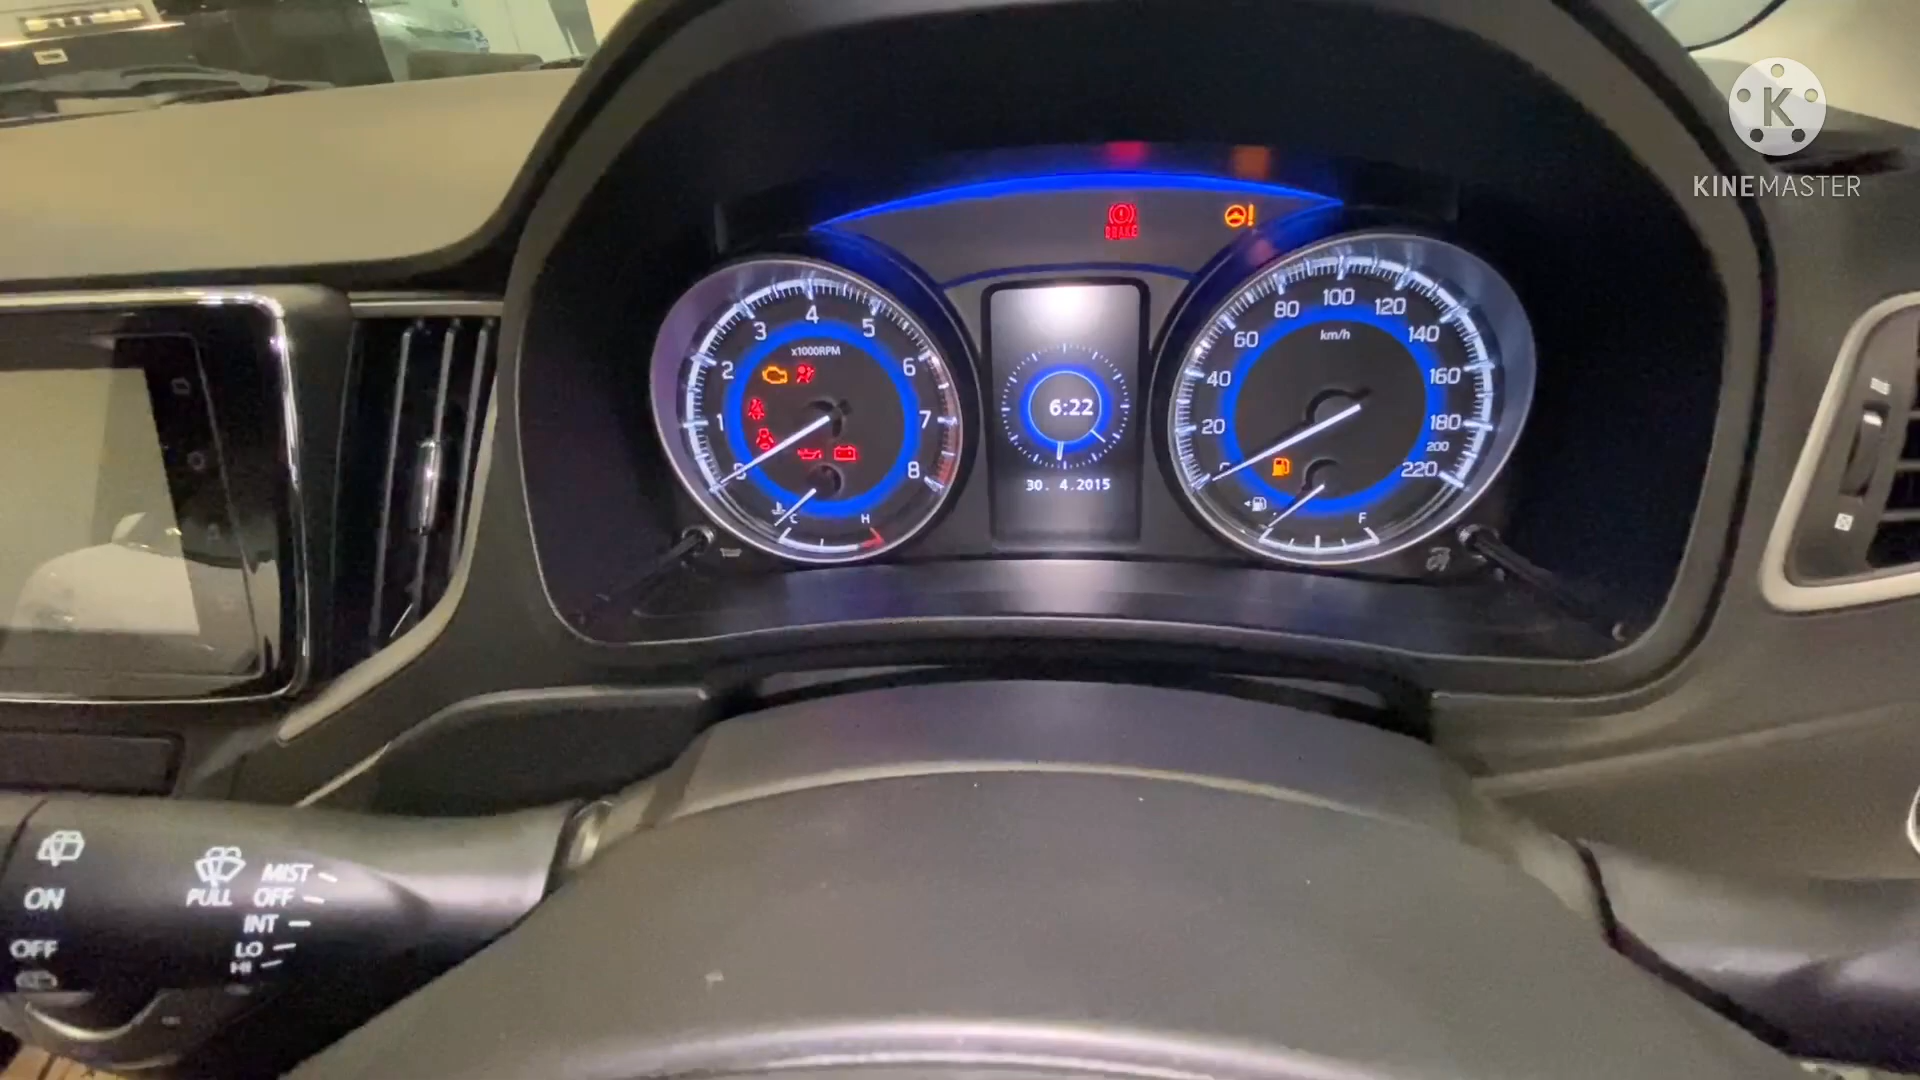 K
KINEMASTER
BRAKE
1
2
3
4
5
6
7
8
x1000RPM
C
H
6:22
30. 4.2015
20
40
60
80
100
120
140
160
180
200
220
km/h
F
ON
OFF
PULL
MIST
OFF
INT
LO
HI